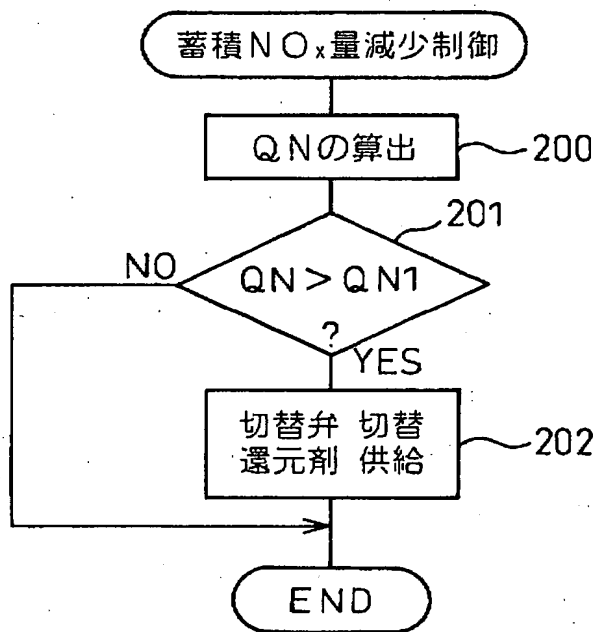 蓄積NOx量減少制御
QNの算出
200
201
NO
QN > QN1
?
YES
切替弁 切替
還元剤 供給
202
END